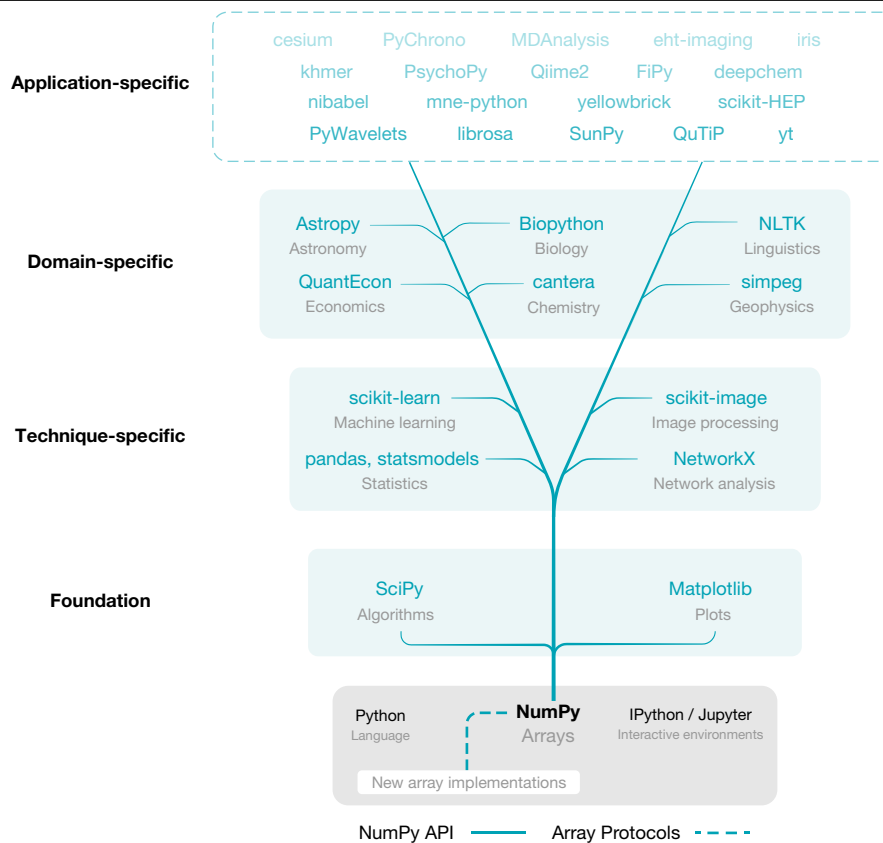 cesium PyChrono MDAnalysis eht-imaging iris
Application-specific
khmer PsychoPy Qiime2 FiPy deepchem
nibabel mne-python yellowbrick scikit-HEP
PyWavelets librosa SunPy QuTiP yt
Astropy Biopython NLTK
Astronomy Biology Linguistics
Domain-specific
QuantEcon cantera simpeg
Economics Chemistry Geophysics
scikit-learn scikit-image
Machine learning Image processing
Technique-specific
pandas, statsmodels NetworkX
Statistics Network analysis
SciPy Matplotlib
Foundation
Algorithms Plots
Python NumPy IPython / Jupyter
Language Arrays Interactive environments
New array implementations
NumPy API Array Protocols